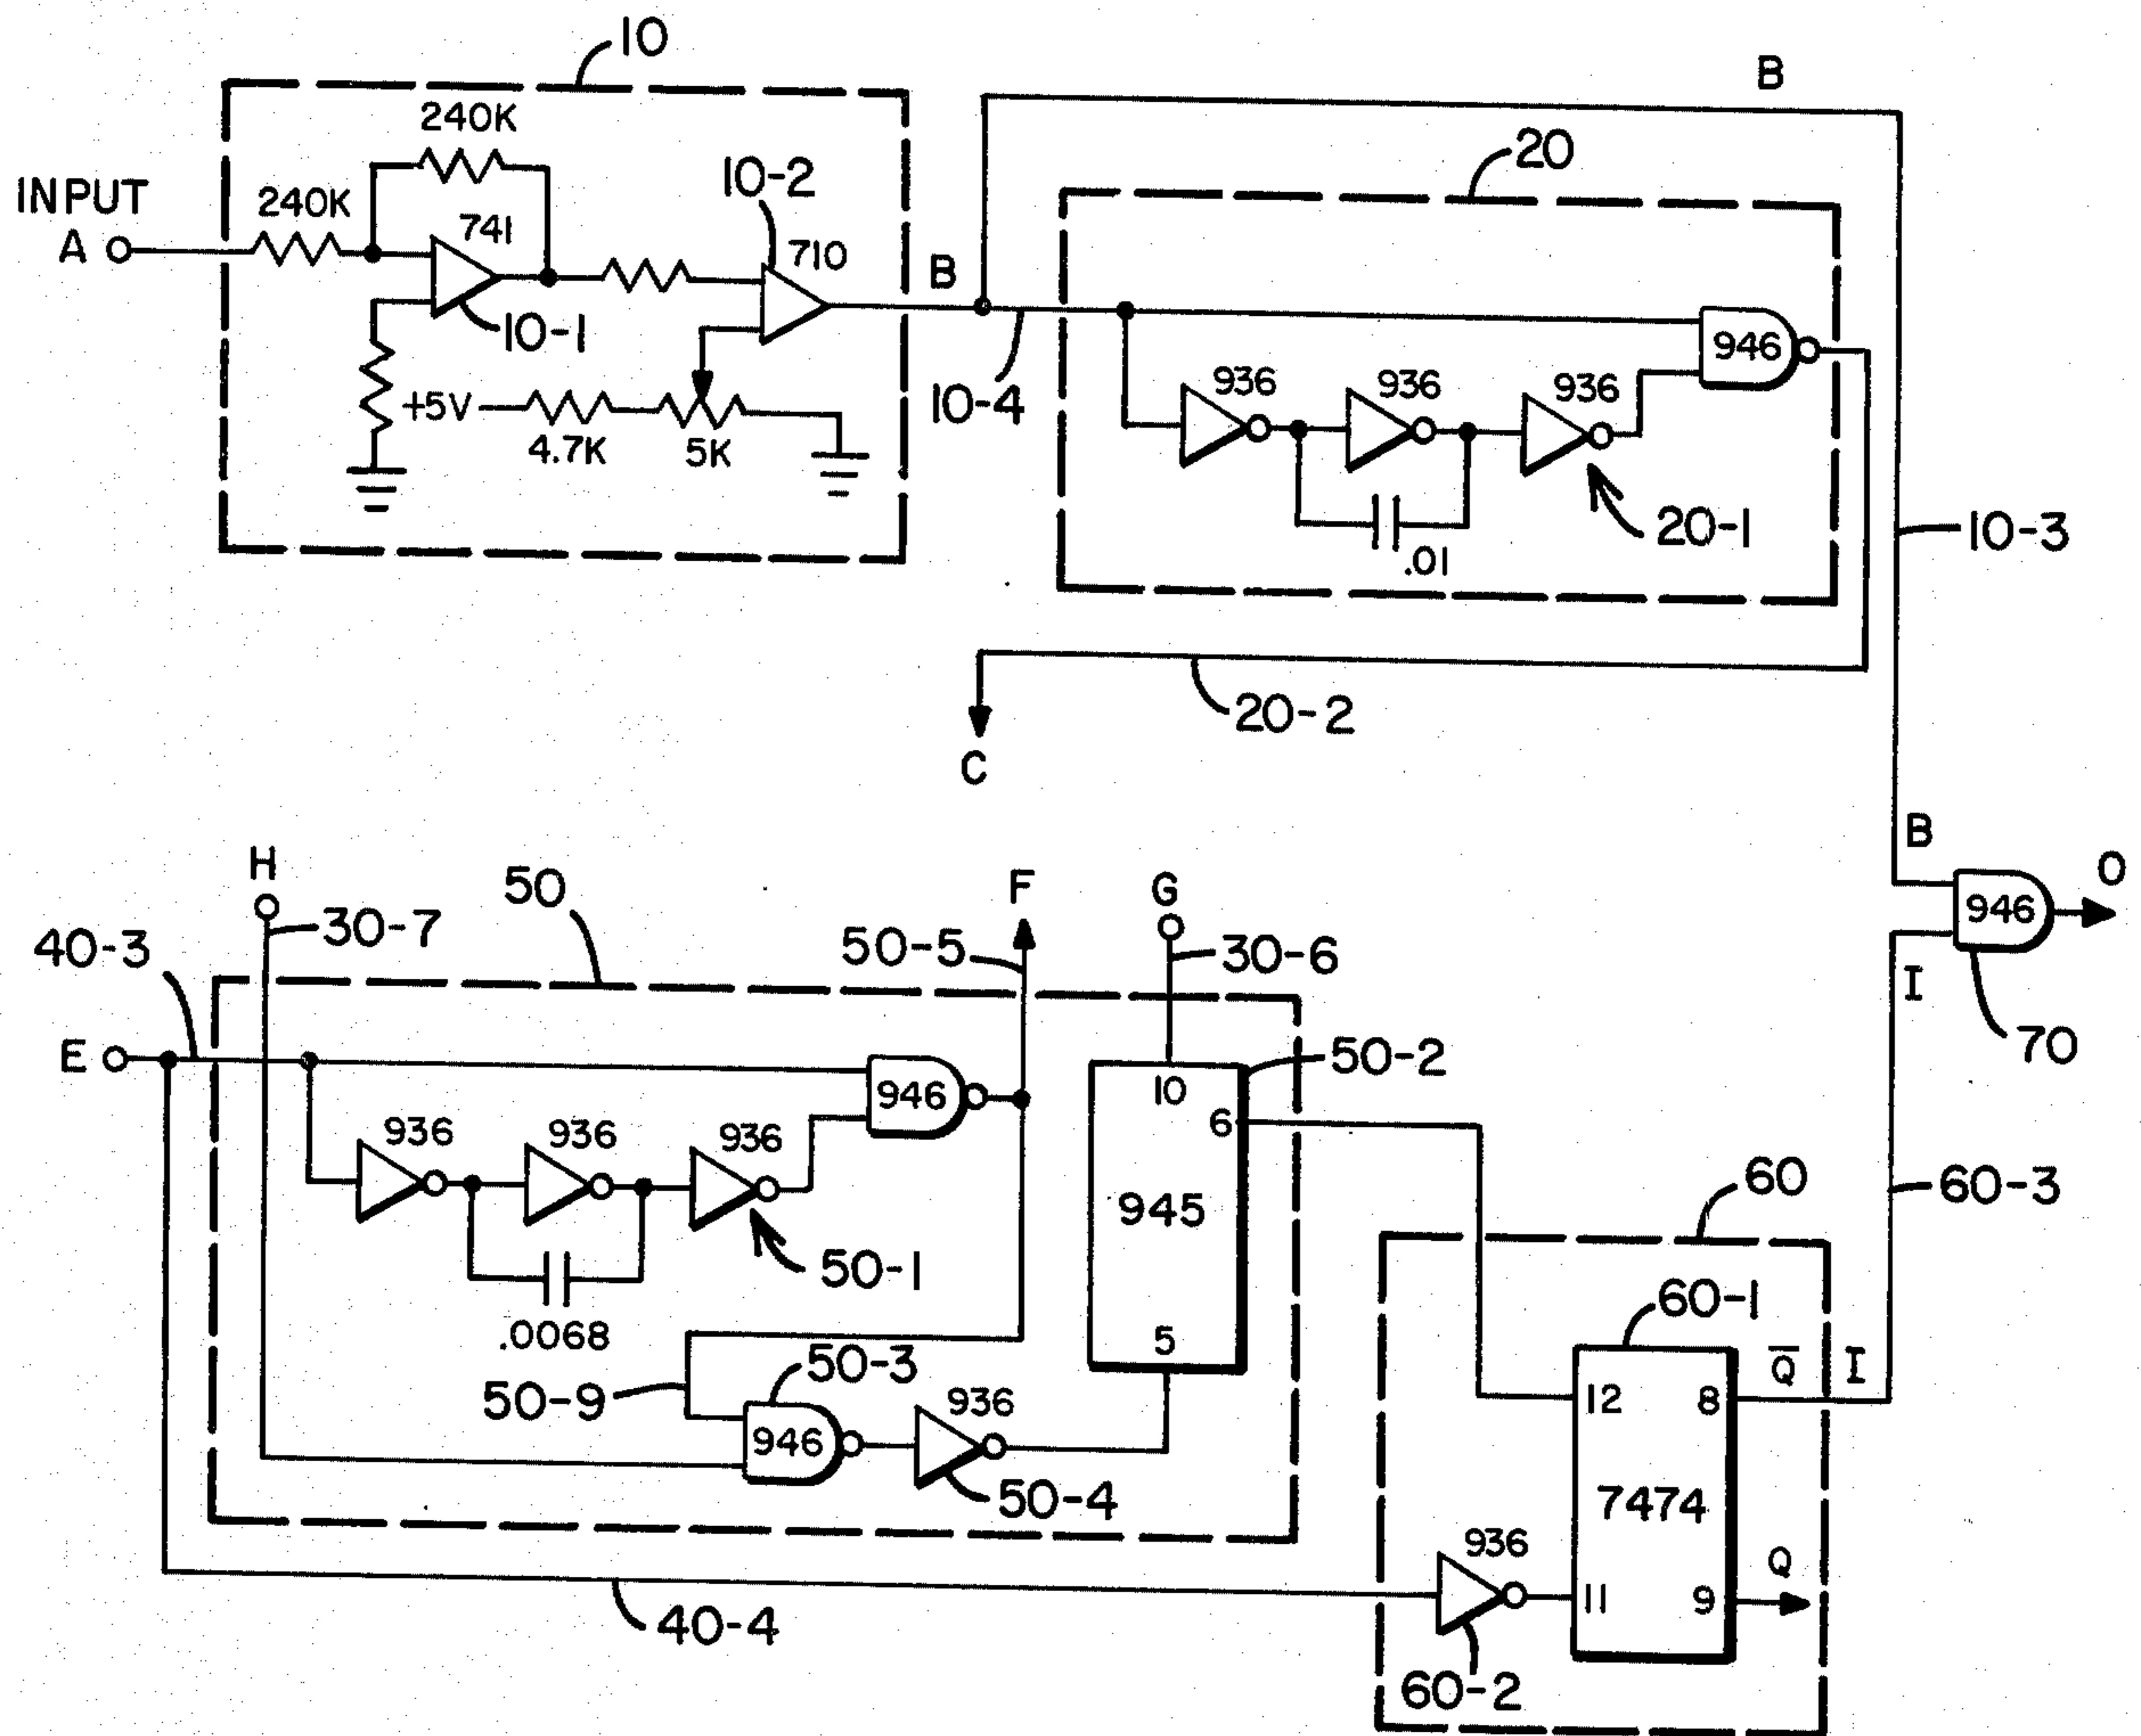 10
240K
INPUT
A
240K
741
10-1
10-2
710
+5V
4.7K
5K
B
B
10-4
20
946
936
936
936
20-1
.01
10-3
20-2
C
B
O
946
I
70
H
30-7
50
F
50-5
G
30-6
40-3
E
946
936
936
936
50-1
.0068
10
6
945
5
50-2
50-9
50-3
946
936
50-4
60
60-3
60-1
Q̅
I
12
8
7474
Q
11
9
936
60-2
40-4